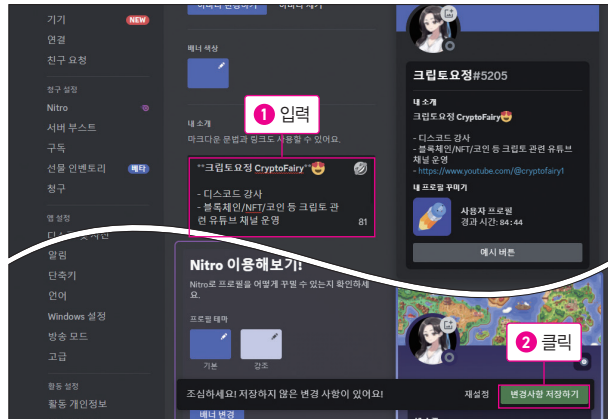 기기 NEW
연결
친구 요청
청구 설정
Nitro
서버 부스트
구독
선물 인벤토리 베타
청구
앱 설정
알림
단축키
언어
Windows 설정
방송 모드
고급
활동 설정
활동 개인정보
배너 색상
1 입력
내 소개
마크다운 문법과 링크도 사용할 수 있어요.
**크립토요정 CryptoFairy**
- 디스코드 강사
- 블록체인/NFT/코인 등 크립토 관
련 유튜브 채널 운영
81
Nitro 이용해보기!
Nitro로 프로필을 어떻게 꾸밀 수 있는지 확인하세
요.
프로필 테마
기본 강조
조심하세요! 저장하지 않은 변경 사항이 있어요!
재설정 변경사항 저장하기
배너 변경
크립토요정#5205
내 소개
크립토요정 CryptoFairy
- 디스코드 강사
- 블록체인/NFT/코인 등 크립토 관련 유튜브
채널 운영
- https://www.youtube.com/@cryptofairy1
내 프로필 꾸미기
사용자 프로필
경과 시간: 84:44
예시 버튼
2 클릭